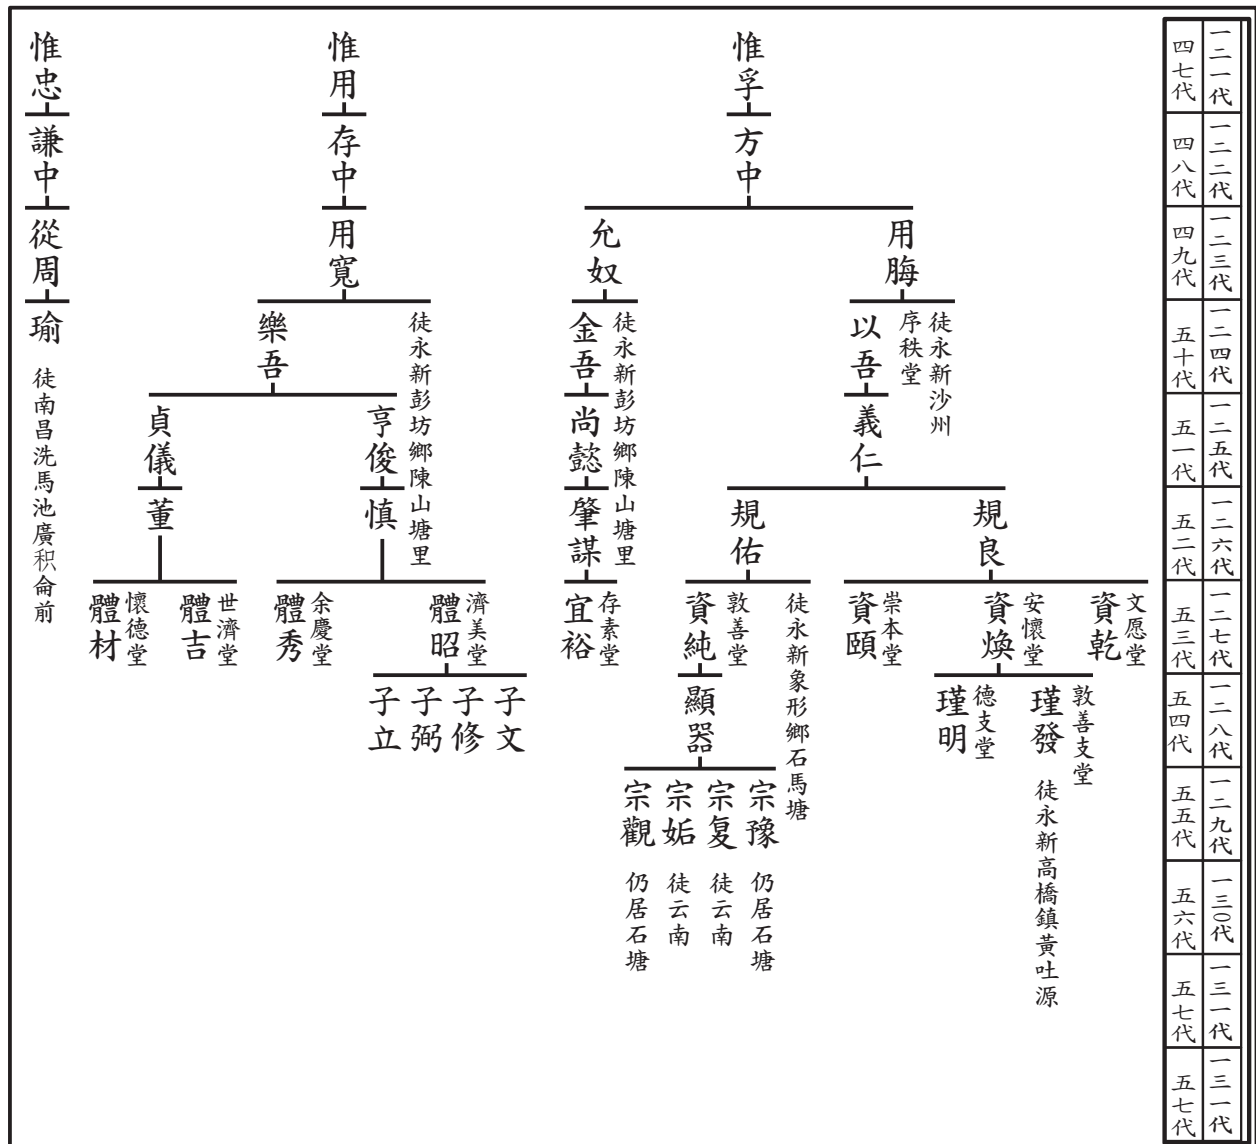 一二一代
一二二代
一二三代
一二四代
一二五代
一二六代
一二七代
一二八代
一二九代
一三0代
一三一代
一三一代
四七代
四八代
四九代
五十代
五一代
五二代
五三代
五四代
五五代
五六代
五七代
五七代
惟孚
方中
用脢
徒永新沙州
序秩堂
以吾
義仁
規良
文愿堂
資乾
安懷堂
資煥
敦善支堂
瑾發
徒永新高橋鎮黃吐源
德支堂
瑾明
崇本堂
資頤
規佑
徒永新象形鄉石馬塘
敦善堂
資純
顯器
宗豫
仍居石塘
宗复
徒云南
宗姤
徒云南
宗觀
仍居石塘
允奴
徒永新彭坊鄉陳山塘里
金吾
尚懿
肇謀
存素堂
宜裕
惟用
存中
用寬
徒永新彭坊鄉陳山塘里
樂吾
亨俊
慎
濟美堂
體昭
子文
子修
子弼
子立
余慶堂
體秀
貞儀
董
世濟堂
體吉
懷德堂
體材
惟忠
謙中
從周
瑜
徒南昌洗馬池廣积侖前